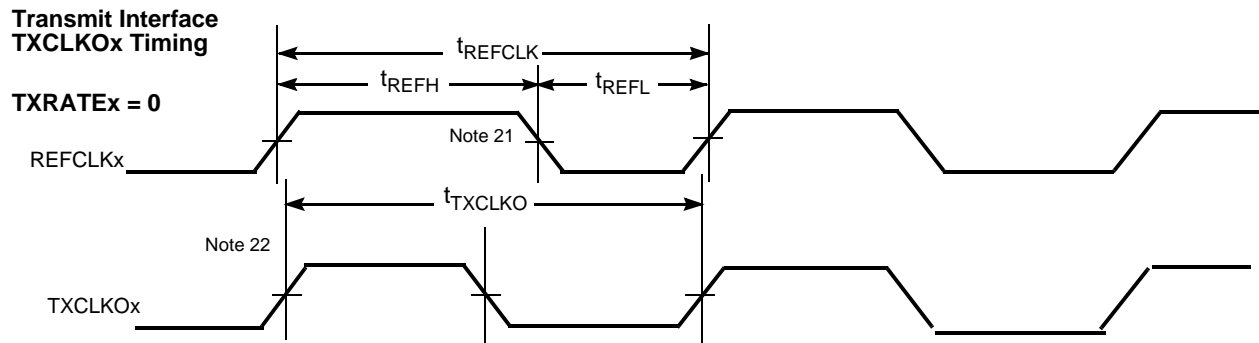 Transmit Interface
TXCLKOx Timing
tREFCLK
tREFH
tREFL
TXRATEx = 0
Note 21
REFCLKx
tTXCLKO
Note 22
TXCLKOx